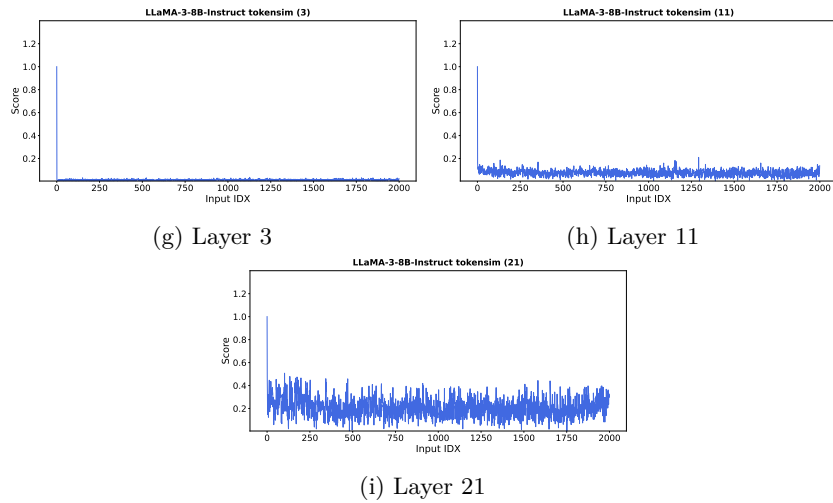 LLaMA-3-8B-Instruct tokensim (3)
1.2
1.0
0.8
0.6
0.4
0.2
Score
0 250 500 750 1000 1250 1500 1750 2000
Input IDX
(g) Layer 3
LLaMA-3-8B-Instruct tokensim (11)
1.2
1.0
0.8
0.6
0.4
0.2
Score
0 250 500 750 1000 1250 1500 1750 2000
Input IDX
(h) Layer 11
LLaMA-3-8B-Instruct tokensim (21)
1.2
1.0
0.8
0.6
0.4
0.2
Score
0 250 500 750 1000 1250 1500 1750 2000
Input IDX
(i) Layer 21